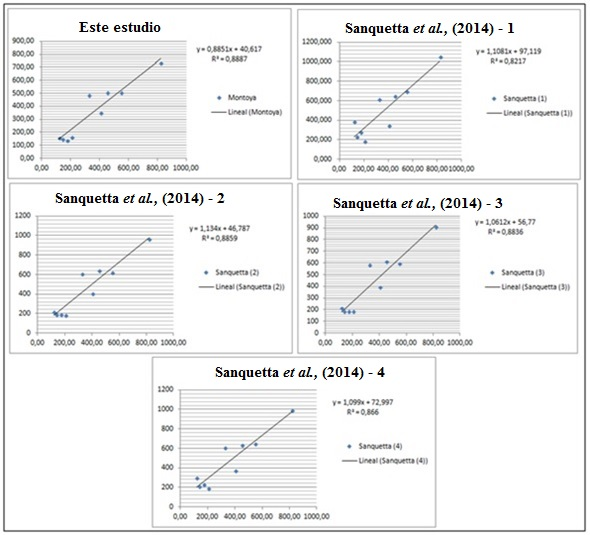 Este estudio
y = 0,8851x + 40,617
R² = 0,8887
900,00
800,00
700,00
600,00
500,00
400,00
300,00
200,00
100,00
0,00
0,00 200,00 400,00 600,00 800,00 1000,00
Montoya
Lineal (Montoya)
Sanquetta et al., (2014) - 1
y = 1,1081x + 97,119
R² = 0,8217
1200,000
1000,000
800,000
600,000
400,000
200,000
0,000
0,00 200,00 400,00 600,00 800,00 1000,00
Sanquetta (1)
Lineal (Sanquetta (1))
Sanquetta et al., (2014) - 2
y = 1,134x + 46,787
R² = 0,8859
1200
1000
800
600
400
200
0
0,00 200,00 400,00 600,00 800,00 1000,00
Sanquetta (2)
Lineal (Sanquetta (2))
Sanquetta et al., (2014) - 3
y = 1,0612x + 56,77
R² = 0,8836
900
800
700
600
500
400
300
200
100
0
0,00 200,00 400,00 600,00 800,00 1000,00
Sanquetta (3)
Lineal (Sanquetta (3))
Sanquetta et al., (2014) - 4
y = 1,099x + 72,997
R² = 0,866
1200
1000
800
600
400
200
0
0,00 200,00 400,00 600,00 800,00 1000,00
Sanquetta (4)
Lineal (Sanquetta (4))